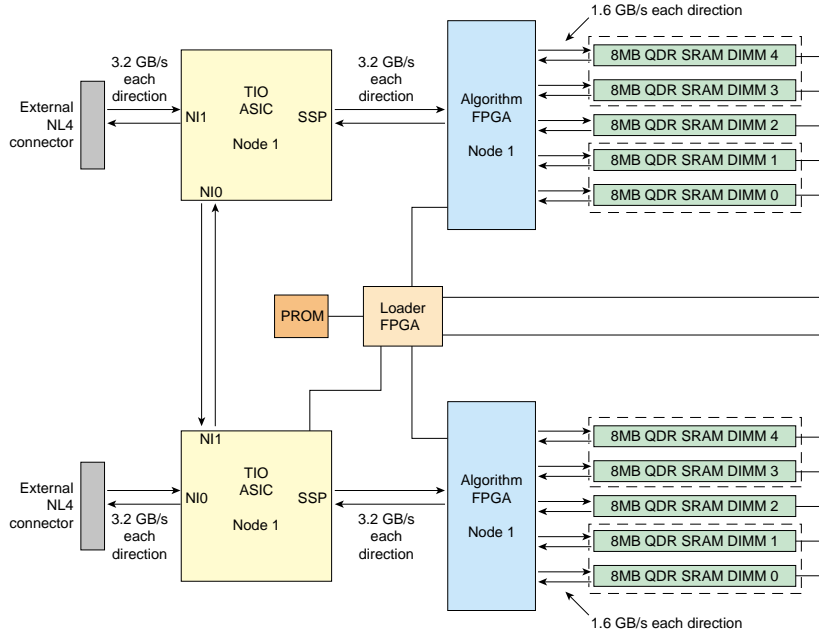 1.6 GB/s each direction
3.2 GB/s
each
direction
External
NL4
connector
NI1
TIO
ASIC
Node 1
SSP
NI0
3.2 GB/s
each
direction
Algorithm
FPGA
Node 1
8MB QDR SRAM DIMM 4
8MB QDR SRAM DIMM 3
8MB QDR SRAM DIMM 2
8MB QDR SRAM DIMM 1
8MB QDR SRAM DIMM 0
PROM
Loader
FPGA
External
NL4
connector
3.2 GB/s
each
direction
NI1
TIO
ASIC
NI0
SSP
Node 1
3.2 GB/s
each
direction
Algorithm
FPGA
Node 1
8MB QDR SRAM DIMM 4
8MB QDR SRAM DIMM 3
8MB QDR SRAM DIMM 2
8MB QDR SRAM DIMM 1
8MB QDR SRAM DIMM 0
1.6 GB/s each direction